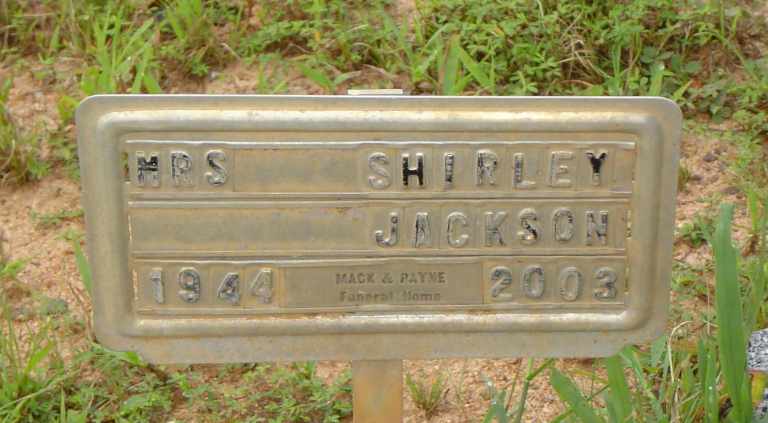 MRS SHIRLEY
JACKSON
1944 MACK & PAYNE 2003
Funeral Home